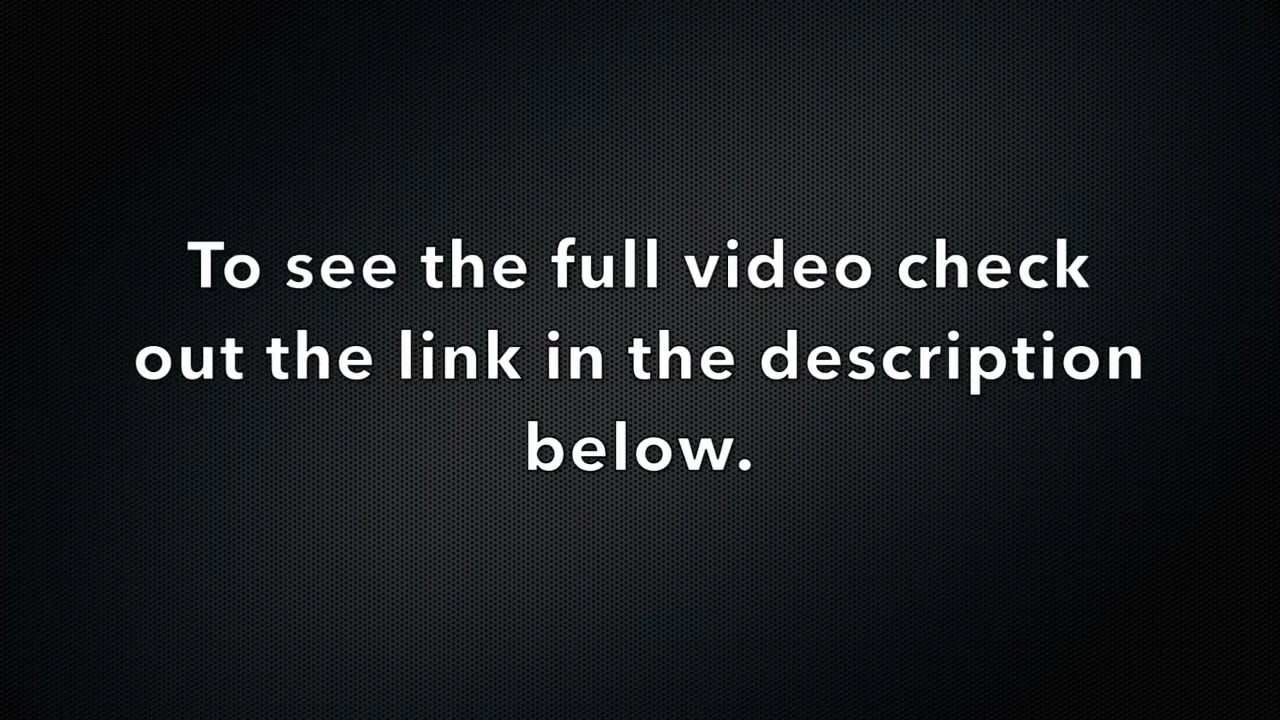 To see the full video check
out the link in the description
below.